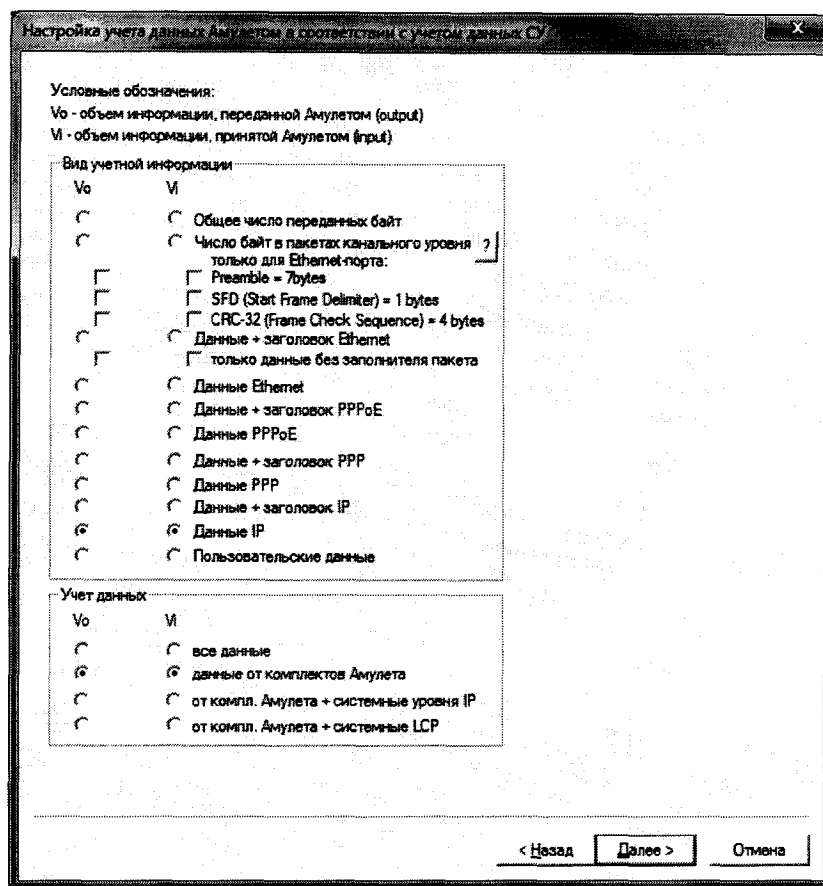 Настройка учета данных Амулетом в соответствии с учетом данных СУ
Условные обозначения:
Vo - объем информации, переданной Амулетом (output)
Vi - объем информации, принятой Амулетом (input)
Вид учетной информации
Vo Vi
Общее число переданных байт
Число байт в пакетах канального уровня ?
только для Ethernet-порта:
Preamble = 7bytes
SFD (Start Frame Delimiter) = 1 bytes
CRC-32 (Frame Check Sequence) = 4 bytes
Данные + заголовок Ethernet
только данные без заполнителя пакета
Данные Ethernet
Данные + заголовок PPPoE
Данные PPPoE
Данные + заголовок PPP
Данные PPP
Данные + заголовок IP
Данные IP
Пользовательские данные
Учет данных
Vo Vi
все данные
данные от комплектов Амулета
от компл. Амулета + системные уровня IP
от компл. Амулета + системные LCP
< Назад Далее > Отмена